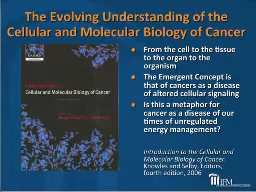 The Evolving Understanding of the
Cellular and Molecular Biology of Cancer
Cellular and Molecular Biology of Cancer
From the cell to the tissue
to the organ to the
organism
The Emergent Concept is
that of cancers as a disease
of altered cellular signaling
Is this a metaphor for
cancer as a disease of our
times of unregulated
energy management?
Introduction to the Cellular and
Molecular Biology of Cancer.
Knowles and Selby, Editors,
fourth edition, 2006
IFM